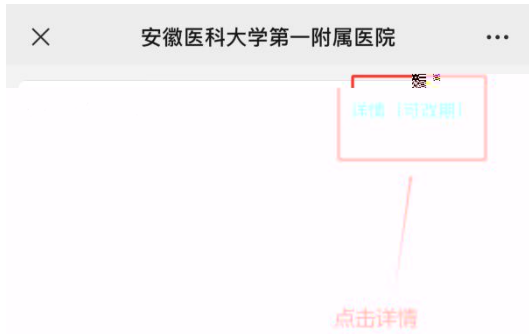 安徽医科大学第一附属医院
详情（可改期）
点击详情